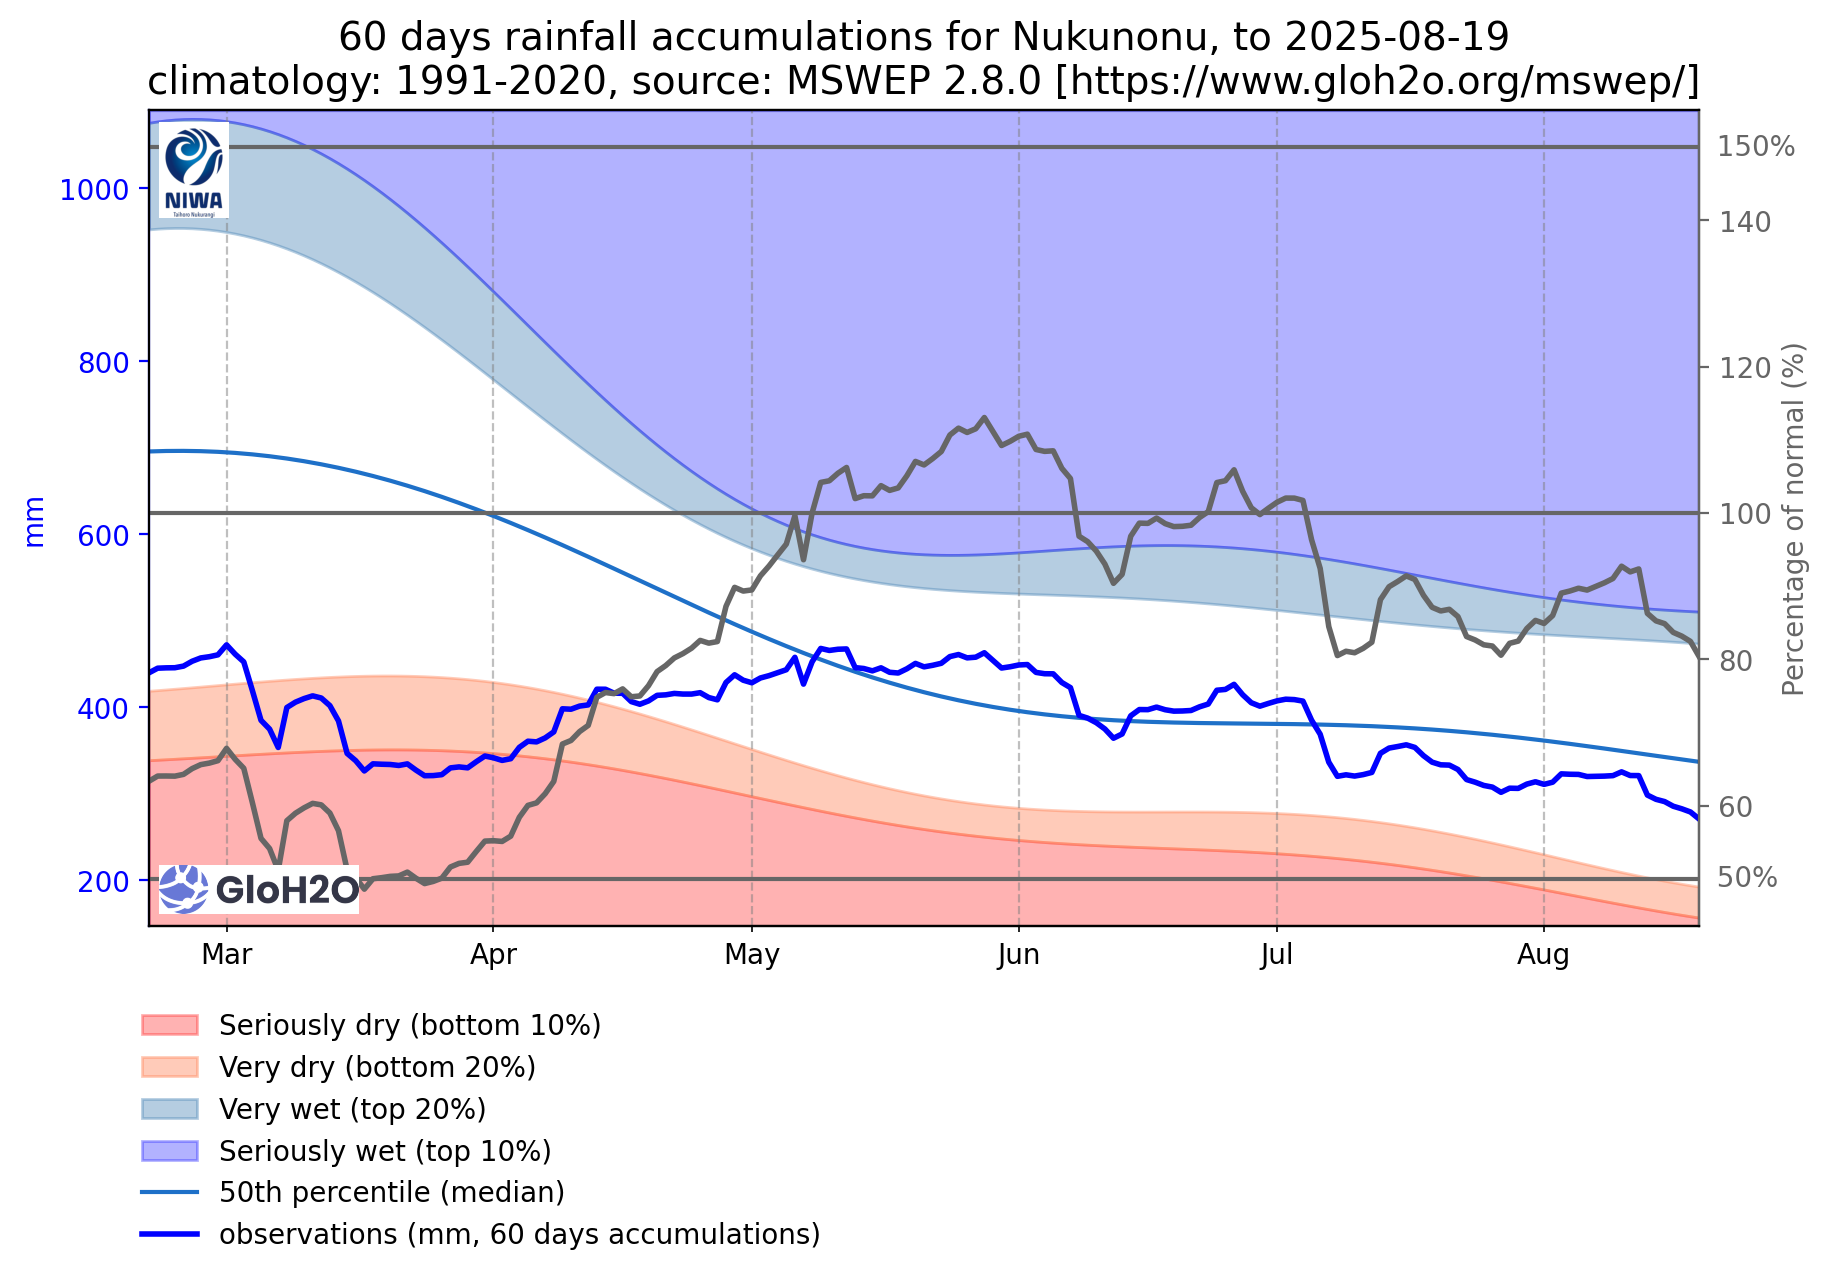 60 days rainfall accumulations for Nukunonu, to 2025-08-19
climatology: 1991-2020, source: MSWEP 2.8.0 [https://www.gloh2o.org/mswep/]
NIWA
Taihoro Nukurangi
1000
800
600
400
200
mm
150%
140
120
100
80
60
50%
Percentage of normal (%)
GloH2O
Mar
Apr
May
Jun
Jul
Aug
Seriously dry (bottom 10%)
Very dry (bottom 20%)
Very wet (top 20%)
Seriously wet (top 10%)
50th percentile (median)
observations (mm, 60 days accumulations)